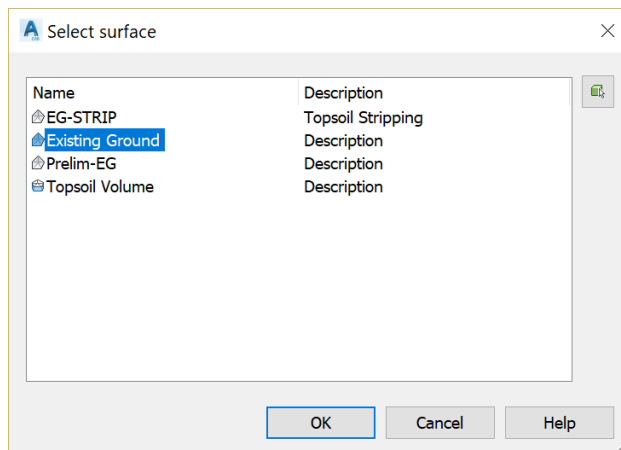 Select surface
Name Description
EG-STRIP Topsoil Stripping
Existing Ground Description
Prelim-EG Description
Topsoil Volume Description
OK Cancel Help